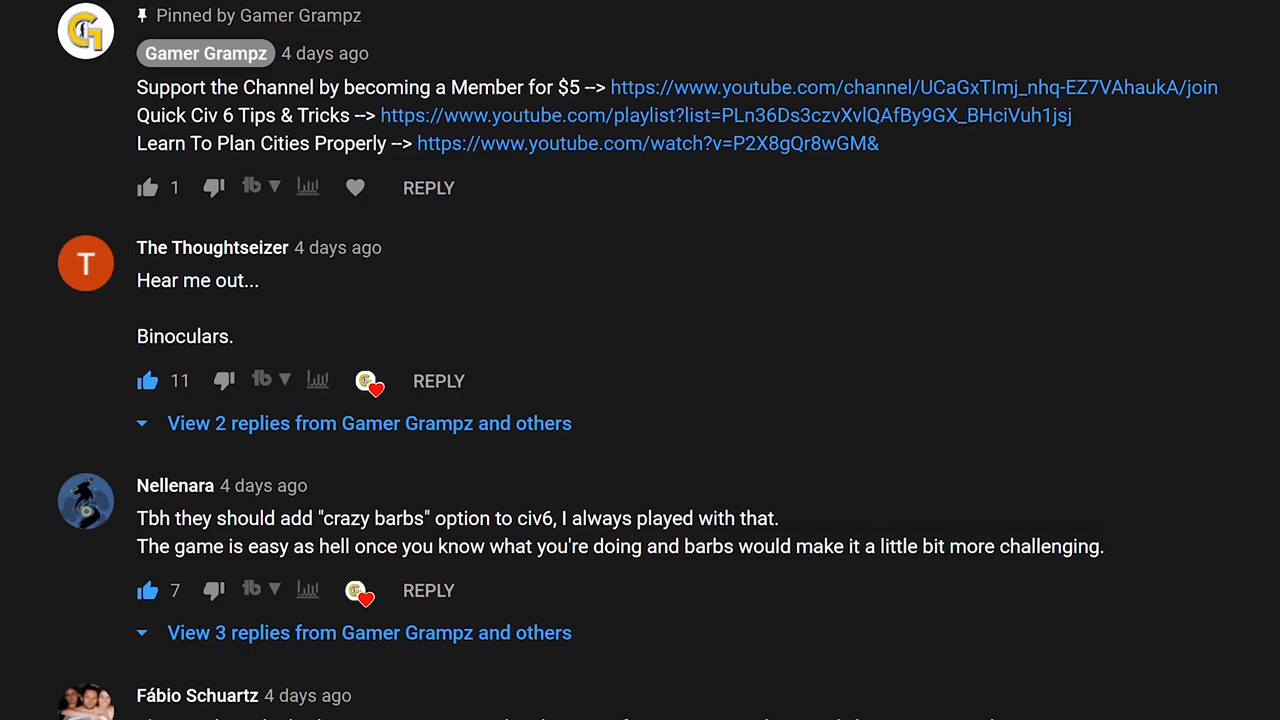 Pinned by Gamer Grampz
Gamer Grampz 4 days ago
Support the Channel by becoming a Member for $5 --> https://www.youtube.com/channel/UCaGxTImj_nhq-EZ7VAhaukA/join
Quick Civ 6 Tips & Tricks --> https://www.youtube.com/playlist?list=PLn36Ds3czvXvlQAfBy9GX_BHciVuh1jsj
Learn To Plan Cities Properly --> https://www.youtube.com/watch?v=P2X8gQr8wGM&
1 REPLY
T
The Thoughtseizer 4 days ago
Hear me out...
Binoculars.
11 REPLY
View 2 replies from Gamer Grampz and others
Nellenara 4 days ago
Tbh they should add "crazy barbs" option to civ6, I always played with that.
The game is easy as hell once you know what you're doing and barbs would make it a little bit more challenging.
7 REPLY
View 3 replies from Gamer Grampz and others
Fábio Schuartz 4 days ago